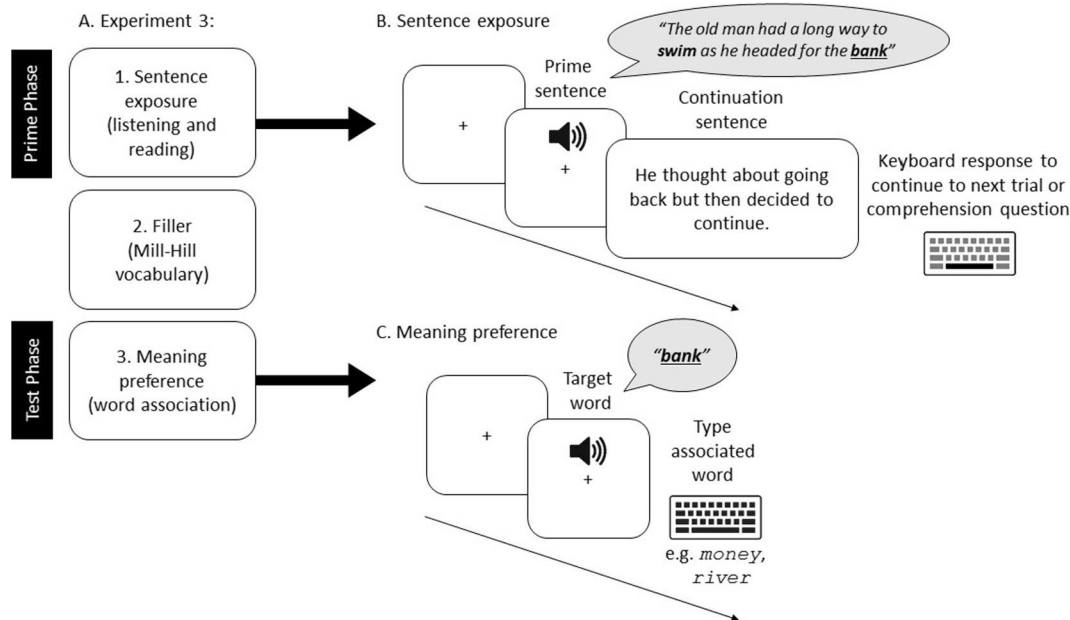 A. Experiment 3:
Prime Phase
1. Sentence
exposure
(listening and
reading)
2. Filler
(Mill-Hill
vocabulary)
Test Phase
3. Meaning
preference
(word association)
B. Sentence exposure
+
Prime
sentence
“The old man had a long way to
swim as he headed for the bank”
+
Continuation
sentence
He thought about going
back but then decided to
continue.
Keyboard response to
continue to next trial or
comprehension question
C. Meaning preference
+
Target
word
“bank”
+
Type
associated
word
e.g. money,
river